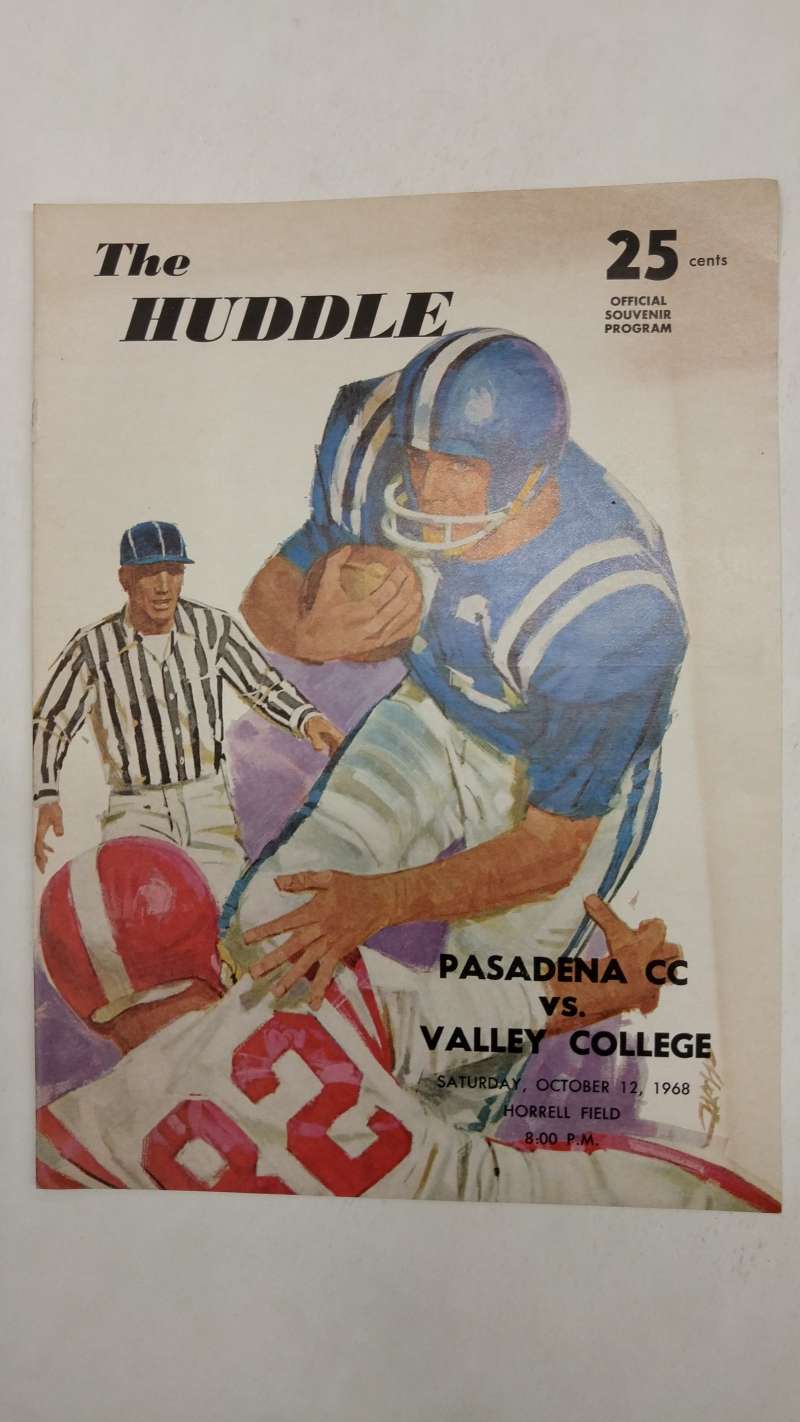 The
HUDDLE
25 cents
OFFICIAL
SOUVENIR
PROGRAM
82
PASADENA CC
VS.
VALLEY COLLEGE
SATURDAY, OCTOBER 12, 1968
HORRELL FIELD
8:00 P.M.